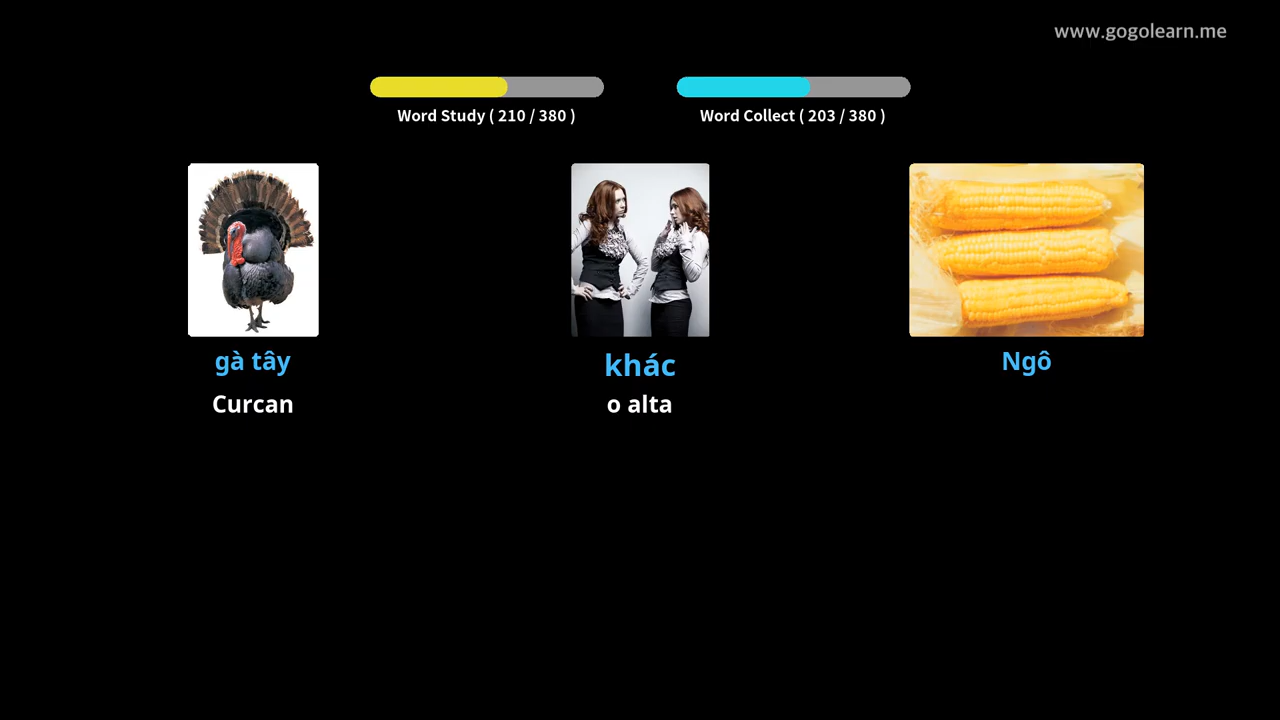 www.gogolearn.me
Word Study ( 210 / 380 )
Word Collect ( 203 / 380 )
gà tây
khác
Ngô
Curcan
o alta